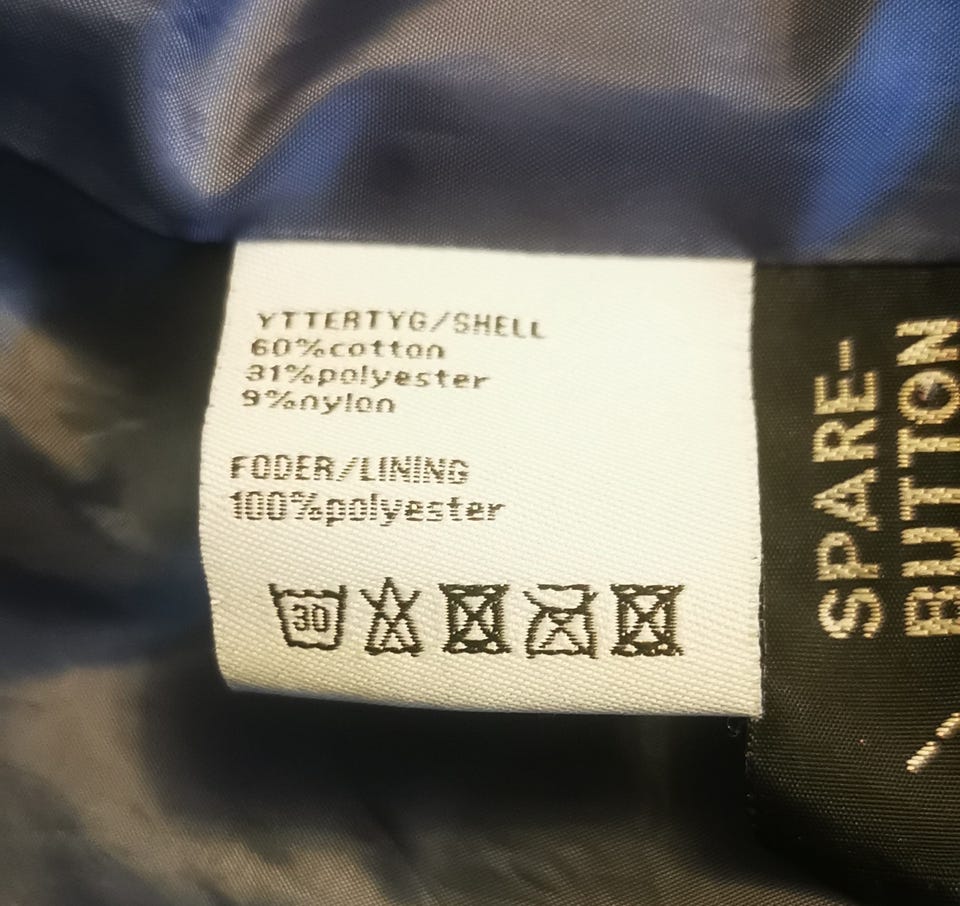 YTTERTYG/SHELL
60%cotton
31%polyester
9%nylon
FODER/LINING
100%polyester
30
SPARE-
BUTTON